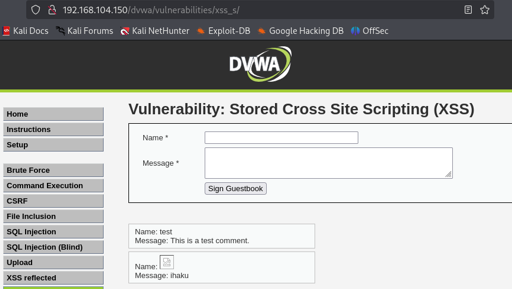 192.168.104.150/dvwa/vulnerabilities/xss_s/
Kali Docs Kali Forums Kali NetHunter Exploit-DB Google Hacking DB OffSec
DVWA
Home
Instructions
Setup
Brute Force
Command Execution
CSRF
File Inclusion
SQL Injection
SQL Injection (Blind)
Upload
XSS reflected
Vulnerability: Stored Cross Site Scripting (XSS)
Name *
Message *
Sign Guestbook
Name: test
Message: This is a test comment.
Name:
Message: ihaku